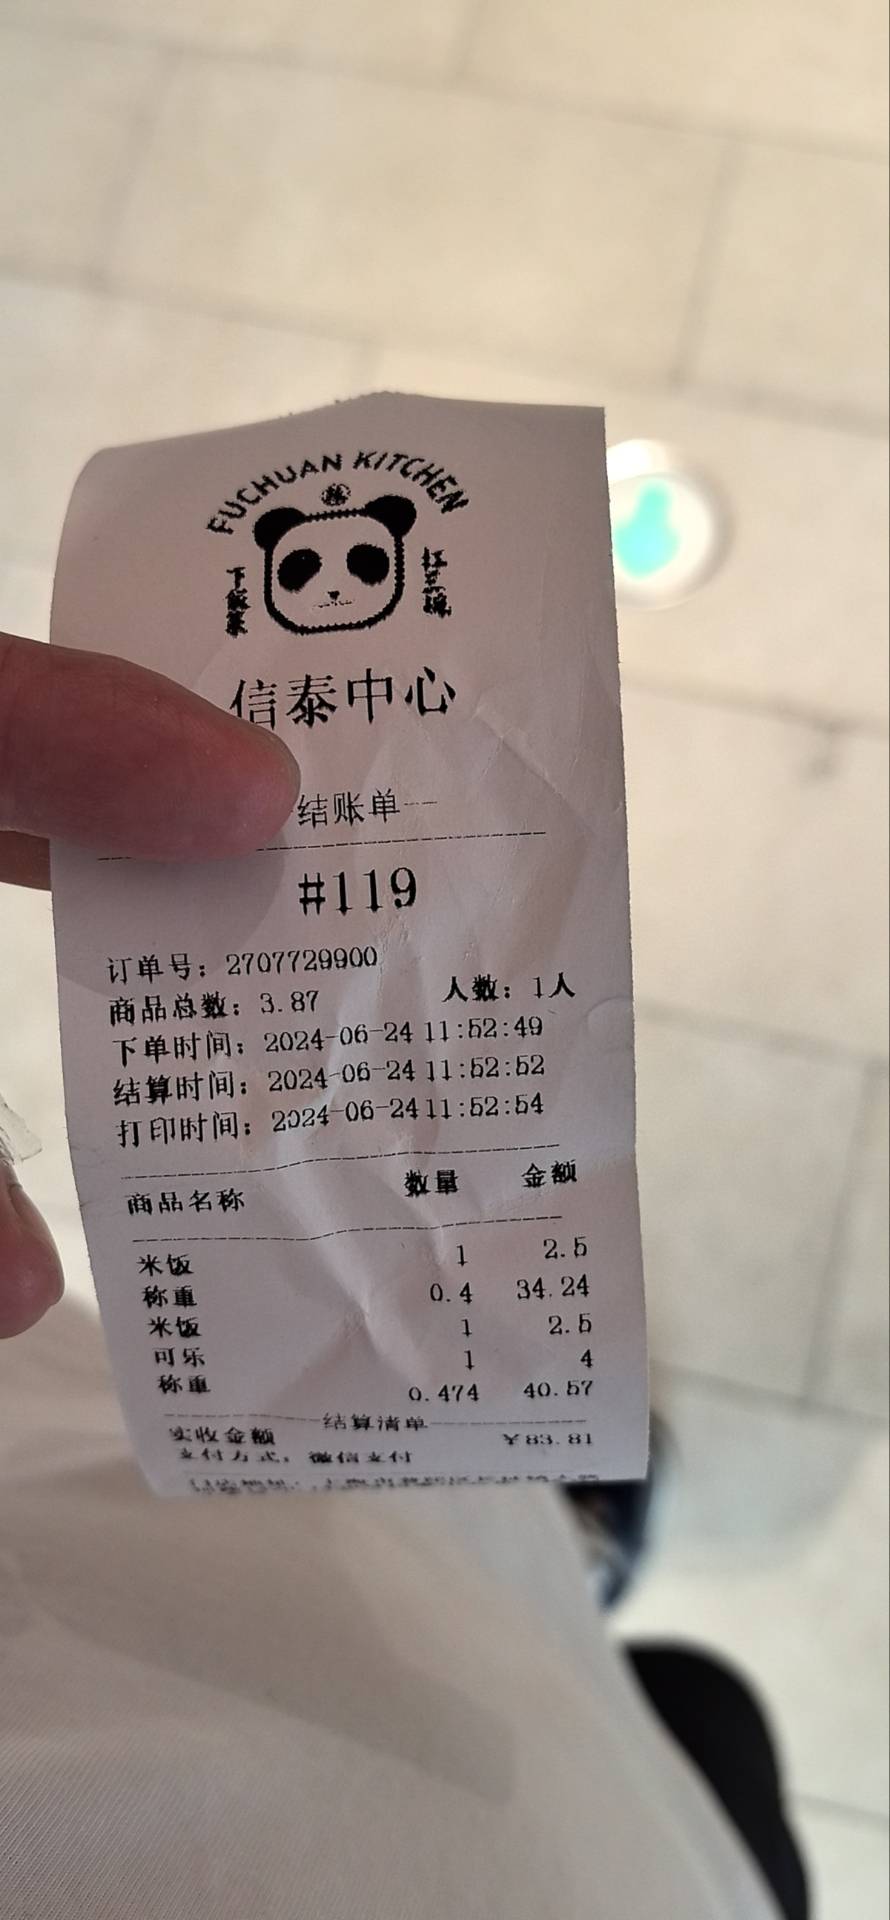 FUCHUAN KITCHEN
下饭菜
信泰中心
结账单
#119
订单号：2707729900
商品总数：3.87 人数：1人
下单时间：2024-06-24 11:52:49
结算时间：2024-06-24 11:52:52
打印时间：2024-06-24 11:52:54
商品名称 数量 金额
米饭 1 2.5
称重 0.4 34.24
米饭 1 2.5
可乐 1 4
称重 0.474 40.57
结算清单
实收金额 ￥83.81
支付方式：微信支付